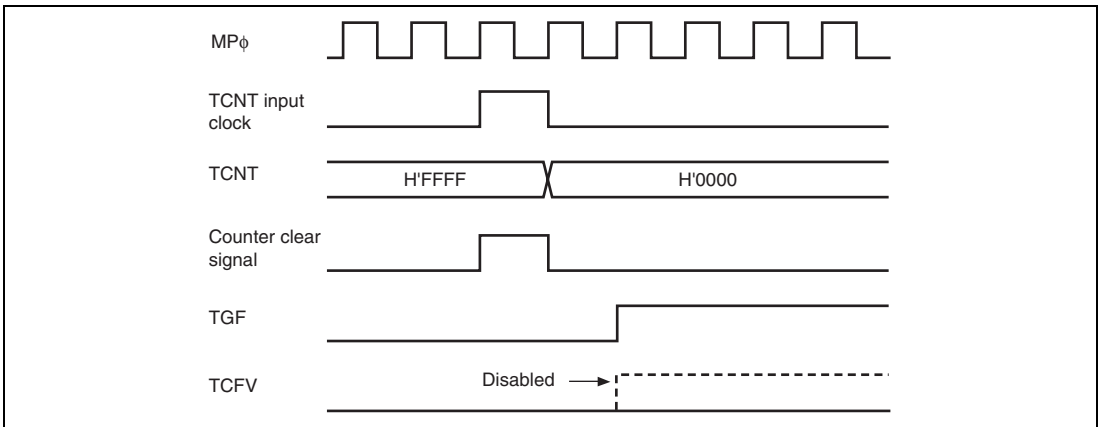 MPϕ
TCNT input
clock
TCNT
H'FFFF
H'0000
Counter clear
signal
TGF
Disabled
TCFV